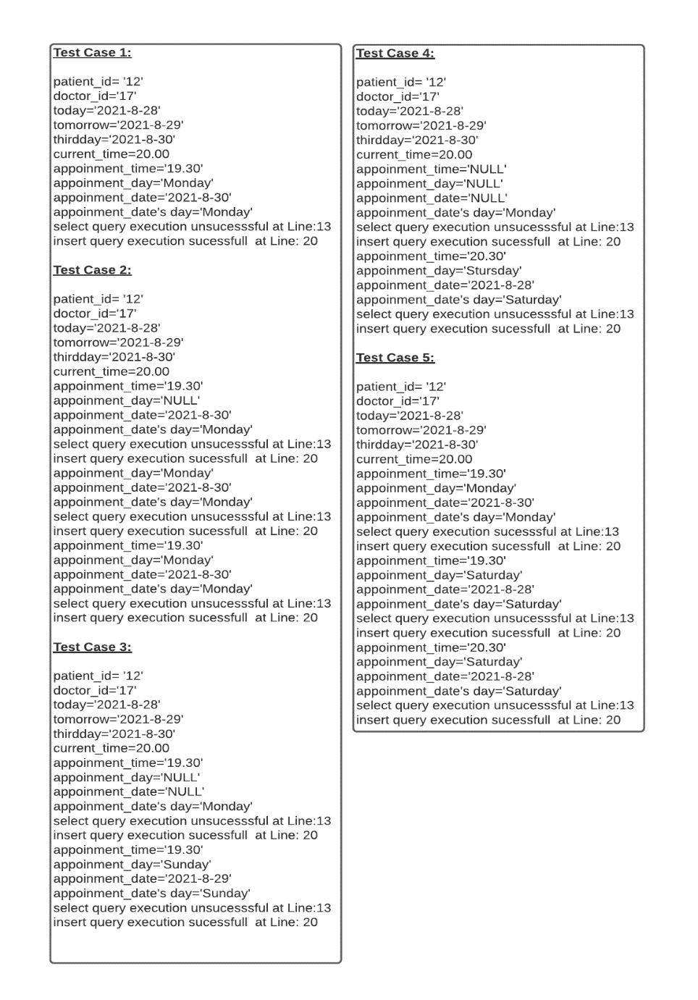 Test Case 1:
patient_id= '12'
doctor_id='17'
today='2021-8-28'
tomorrow='2021-8-29'
thirdday='2021-8-30'
current_time=20.00
appoinment_time='19.30'
appoinment_day='Monday'
appoinment_date='2021-8-30'
appoinment_date's day='Monday'
select query execution unsucesssful at Line:13
insert query execution sucessfull  at Line: 20
Test Case 2:
patient_id= '12'
doctor_id='17'
today='2021-8-28'
tomorrow='2021-8-29'
thirdday='2021-8-30'
current_time=20.00
appoinment_time='19.30'
appoinment_day='NULL'
appoinment_date='2021-8-30'
appoinment_date's day='Monday'
select query execution unsucesssful at Line:13
insert query execution sucessfull  at Line: 20
appoinment_day='Monday'
appoinment_date='2021-8-30'
appoinment_date's day='Monday'
select query execution unsucesssful at Line:13
insert query execution sucessfull  at Line: 20
appoinment_time='19.30'
appoinment_day='Monday'
appoinment_date='2021-8-30'
appoinment_date's day='Monday'
select query execution unsucesssful at Line:13
insert query execution sucessfull  at Line: 20
Test Case 3:
patient_id= '12'
doctor_id='17'
today='2021-8-28'
tomorrow='2021-8-29'
thirdday='2021-8-30'
current_time=20.00
appoinment_time='19.30'
appoinment_day='NULL'
appoinment_date='NULL'
appoinment_date's day='Monday'
select query execution unsucesssful at Line:13
insert query execution sucessfull  at Line: 20
appoinment_time='19.30'
appoinment_day='Sunday'
appoinment_date='2021-8-29'
appoinment_date's day='Sunday'
select query execution unsucesssful at Line:13
insert query execution sucessfull  at Line: 20
Test Case 4:
patient_id= '12'
doctor_id='17'
today='2021-8-28'
tomorrow='2021-8-29'
thirdday='2021-8-30'
current_time=20.00
appoinment_time='NULL'
appoinment_day='NULL'
appoinment_date='NULL'
appoinment_date's day='Monday'
select query execution unsucesssful at Line:13
insert query execution sucessfull  at Line: 20
appoinment_time='20.30'
appoinment_day='Stursday'
appoinment_date='2021-8-28'
appoinment_date's day='Saturday'
select query execution unsucesssful at Line:13
insert query execution sucessfull  at Line: 20
Test Case 5:
patient_id= '12'
doctor_id='17'
today='2021-8-28'
tomorrow='2021-8-29'
thirdday='2021-8-30'
current_time=20.00
appoinment_time='19.30'
appoinment_day='Monday'
appoinment_date='2021-8-30'
appoinment_date's day='Monday'
select query execution sucesssful at Line:13
insert query execution sucessfull  at Line: 20
appoinment_time='19.30'
appoinment_day='Saturday'
appoinment_date='2021-8-28'
appoinment_date's day='Saturday'
select query execution unsucesssful at Line:13
insert query execution sucessfull  at Line: 20
appoinment_time='20.30'
appoinment_day='Saturday'
appoinment_date='2021-8-28'
appoinment_date's day='Saturday'
select query execution unsucesssful at Line:13
insert query execution sucessfull  at Line: 20